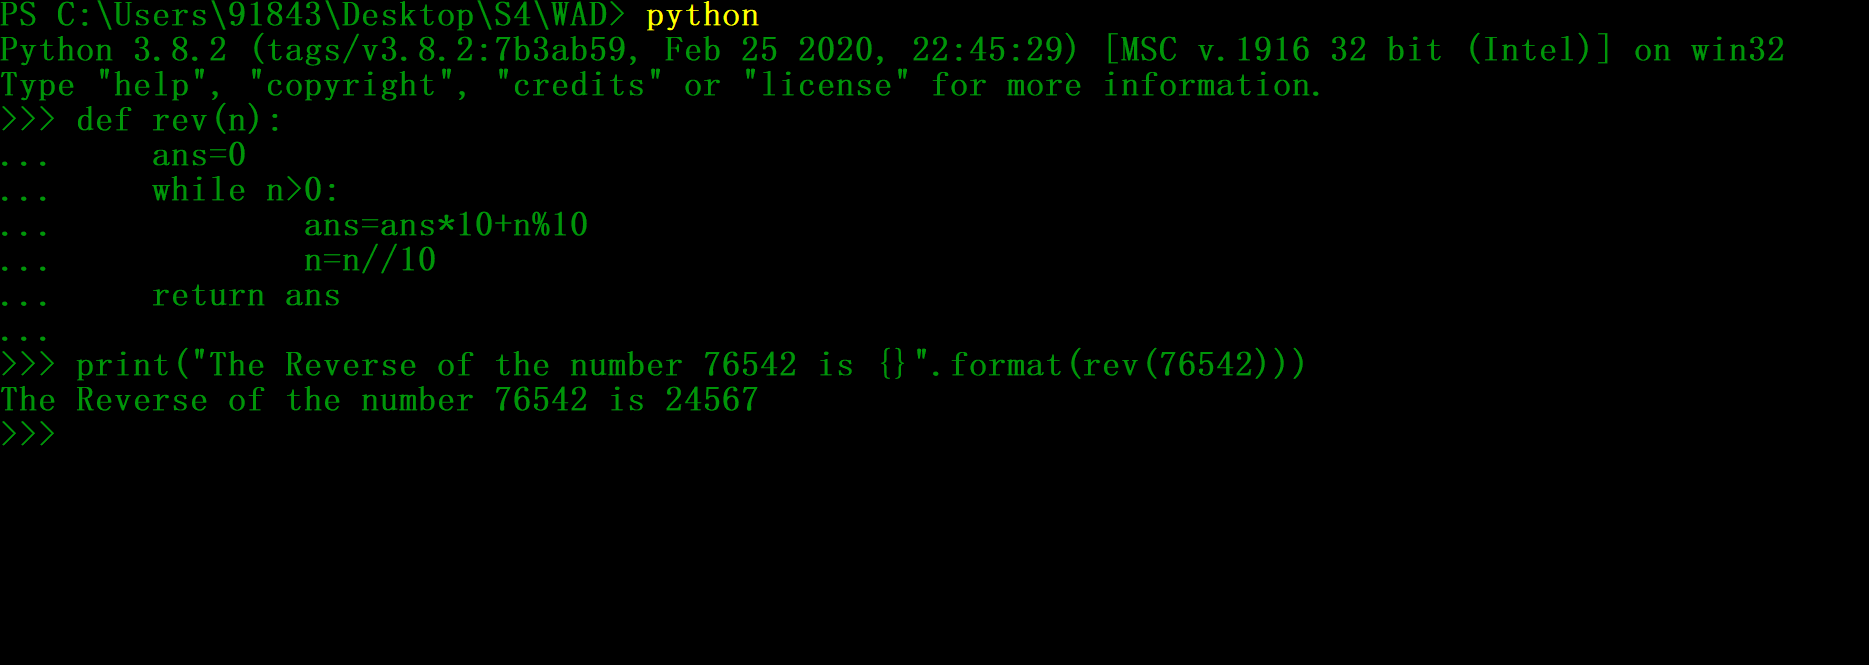 PS C:\Users\91843\Desktop\S4\WAD> python
Python 3.8.2 (tags/v3.8.2:7b3ab59, Feb 25 2020, 22:45:29) [MSC v.1916 32 bit (Intel)] on win32
Type "help", "copyright", "credits" or "license" for more information.
>>> def rev(n):
...     ans=0
...     while n>0:
...             ans=ans*10+n%10
...             n=n//10
...     return ans
...
>>> print("The Reverse of the number 76542 is {}".format(rev(76542)))
The Reverse of the number 76542 is 24567
>>>